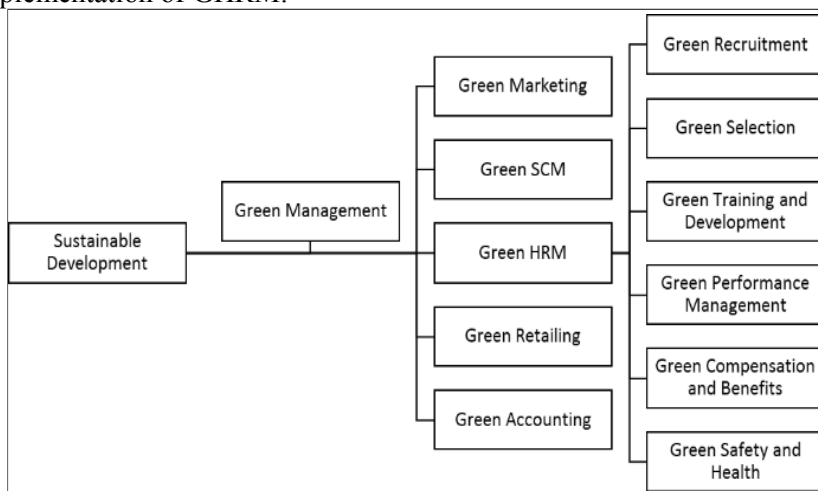 Sustainable
Development
Green Management
Green Marketing
Green SCM
Green HRM
Green Retailing
Green Accounting
Green Recruitment
Green Selection
Green Training and
Development
Green Performance
Management
Green Compensation
and Benefits
Green Safety and
Health